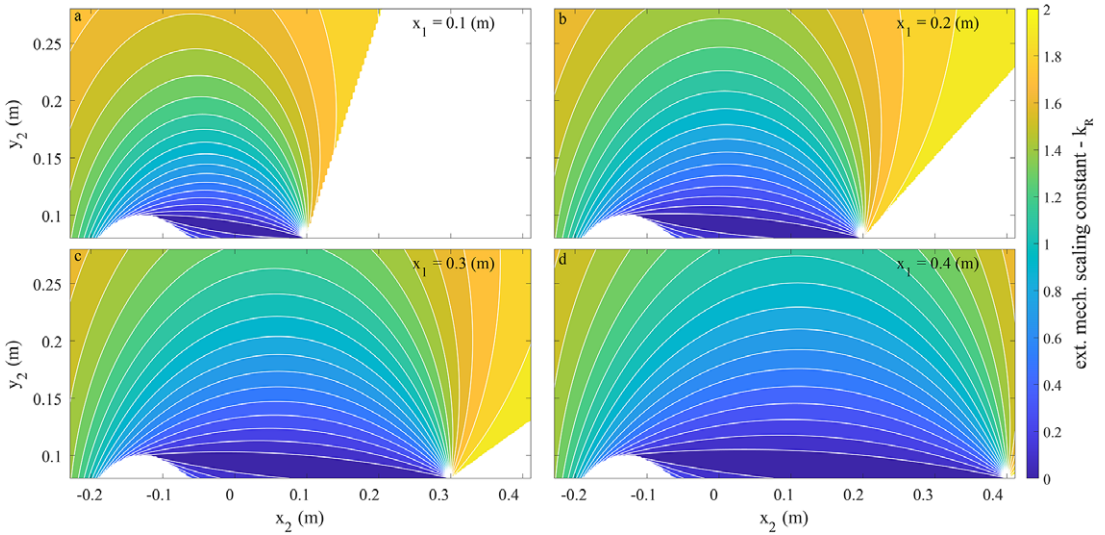 a
x1 = 0.1 (m)
b
x1 = 0.2 (m)
0.25
0.2
0.15
0.1
y2 (m)
c
x1 = 0.3 (m)
d
x1 = 0.4 (m)
0.25
0.2
0.15
0.1
y2 (m)
-0.2 -0.1 0 0.1 0.2 0.3 0.4
x2 (m)
-0.2 -0.1 0 0.1 0.2 0.3 0.4
x2 (m)
2
1.8
1.6
1.4
1.2
1
0.8
0.6
0.4
0.2
0
ext. mech. scaling constant - kR